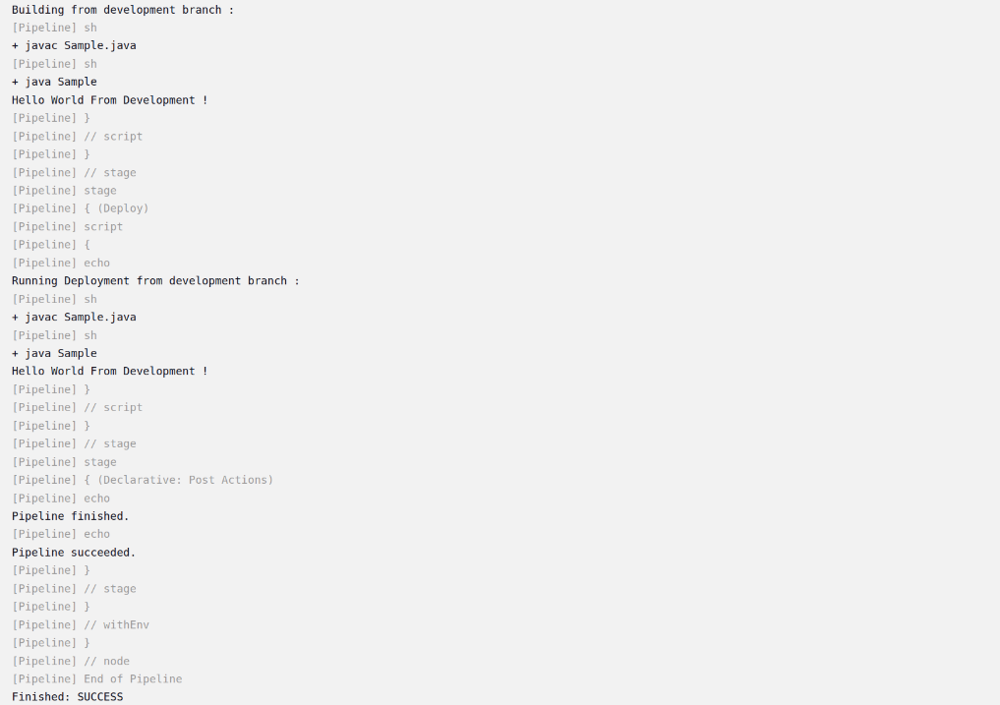 Building from development branch :
[Pipeline] sh
+ javac Sample.java
[Pipeline] sh
+ java Sample
Hello World From Development !
[Pipeline] }
[Pipeline] // script
[Pipeline] }
[Pipeline] // stage
[Pipeline] stage
[Pipeline] { (Deploy)
[Pipeline] script
[Pipeline] {
[Pipeline] echo
Running Deployment from development branch :
[Pipeline] sh
+ javac Sample.java
[Pipeline] sh
+ java Sample
Hello World From Development !
[Pipeline] }
[Pipeline] // script
[Pipeline] }
[Pipeline] // stage
[Pipeline] stage
[Pipeline] { (Declarative: Post Actions)
[Pipeline] echo
Pipeline finished.
[Pipeline] echo
Pipeline succeeded.
[Pipeline] }
[Pipeline] // stage
[Pipeline] }
[Pipeline] // withEnv
[Pipeline] }
[Pipeline] // node
[Pipeline] End of Pipeline
Finished: SUCCESS